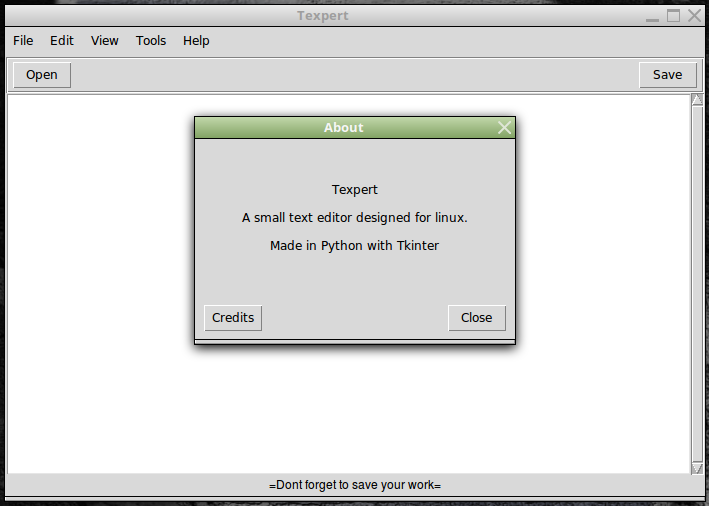 Texpert
File Edit View Tools Help
Open Save
About
Texpert
A small text editor designed for linux.
Made in Python with Tkinter
Credits Close
=Dont forget to save your work=